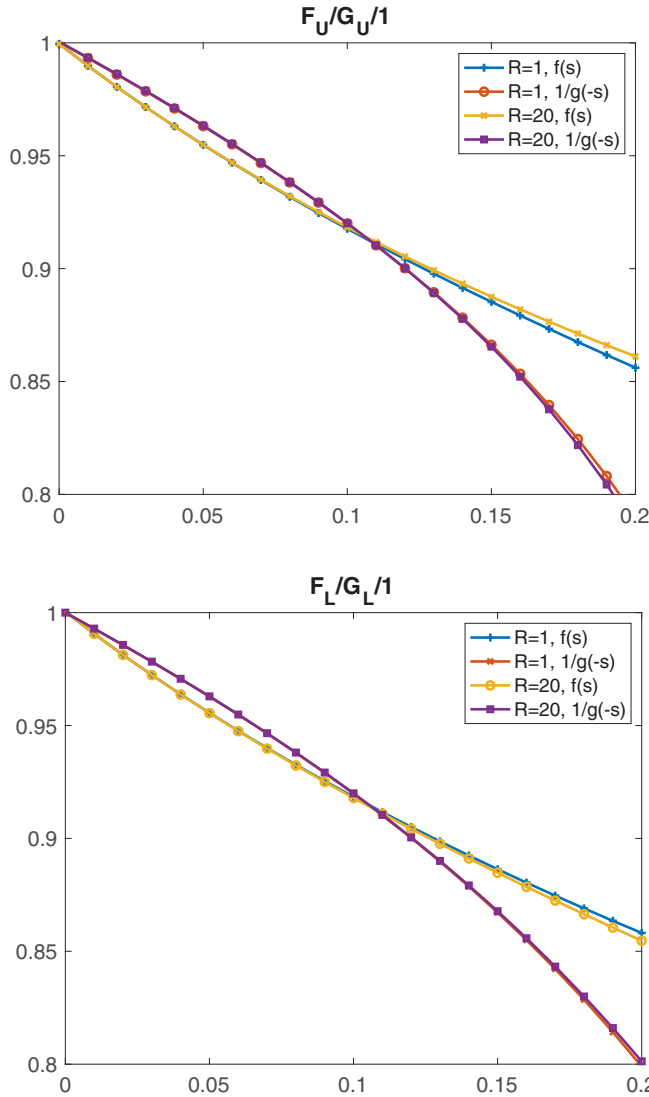 F_U/G_U/1
1
0.95
0.9
0.85
0.8
0
0.05
0.1
0.15
0.2
R=1, f(s)
R=1, 1/g(-s)
R=20, f(s)
R=20, 1/g(-s)
F_L/G_L/1
1
0.95
0.9
0.85
0.8
0
0.05
0.1
0.15
0.2
R=1, f(s)
R=1, 1/g(-s)
R=20, f(s)
R=20, 1/g(-s)